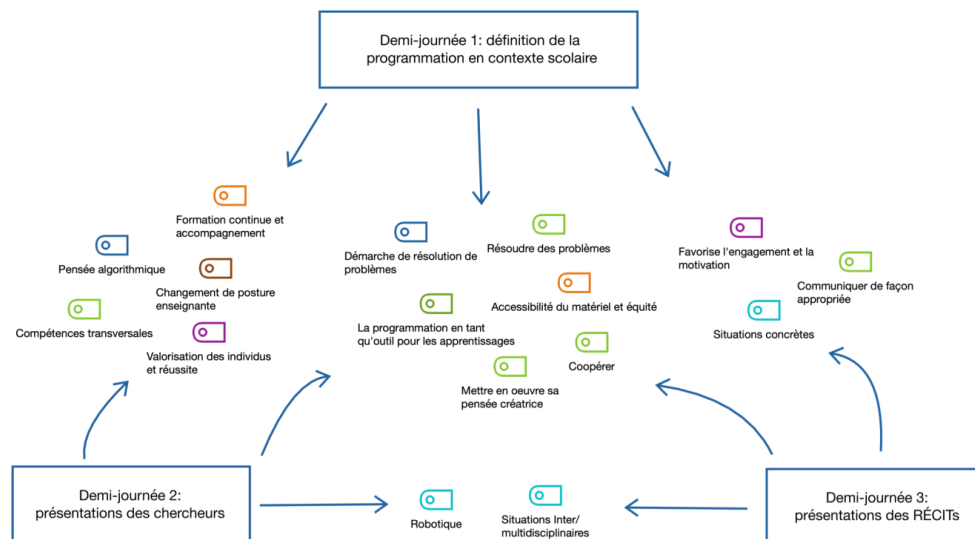 Demi-journée 1: définition de la
programmation en contexte scolaire
Formation continue et
accompagnement
Pensée algorithmique
Changement de posture
enseignante
Compétences transversales
Valorisation des individus
et réussite
Démarche de résolution de
problèmes
Résoudre des problèmes
Accessibilité du matériel et équité
La programmation en tant
qu'outil pour les apprentissages
Coopérer
Mettre en oeuvre sa
pensée créatrice
Favorise l'engagement et la
motivation
Communiquer de façon
appropriée
Situations concrètes
Demi-journée 2:
présentations des chercheurs
Robotique
Situations Inter/
multidisciplinaires
Demi-journée 3:
présentations des RÉCITs